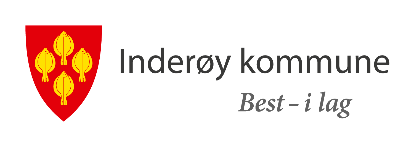 Inderøy kommune
Best – i lag